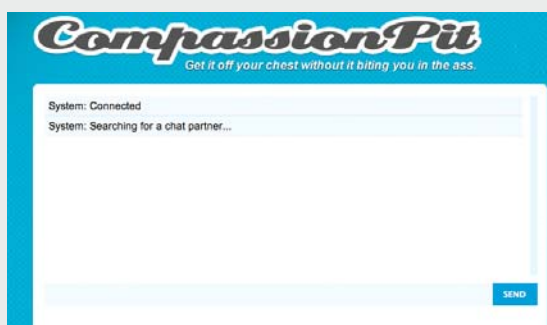 CompassionPit
Get it off your chest without it biting you in the ass.
System: Connected
System: Searching for a chat partner...
SEND